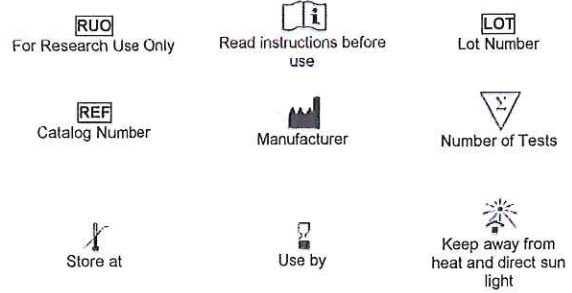 RUO
For Research Use Only
i
Read instructions before
use
LOT
Lot Number
REF
Catalog Number
Manufacturer
Σ
Number of Tests
Store at
Use by
Keep away from
heat and direct sun
light